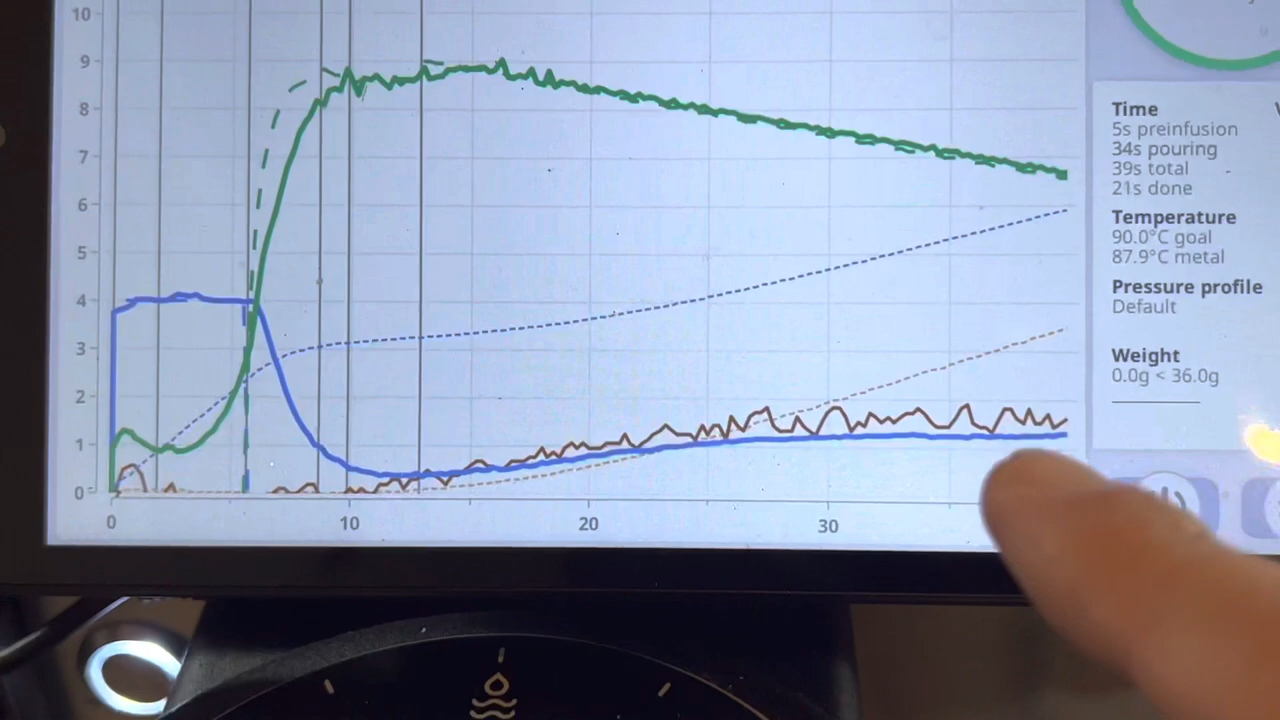 10
9
8
7
6
5
4
3
2
1
0
0
10
20
30
Time
5s preinfusion
34s pouring
39s total
21s done
Temperature
90.0°C goal
87.9°C metal
Pressure profile
Default
Weight
0.0g < 36.0g